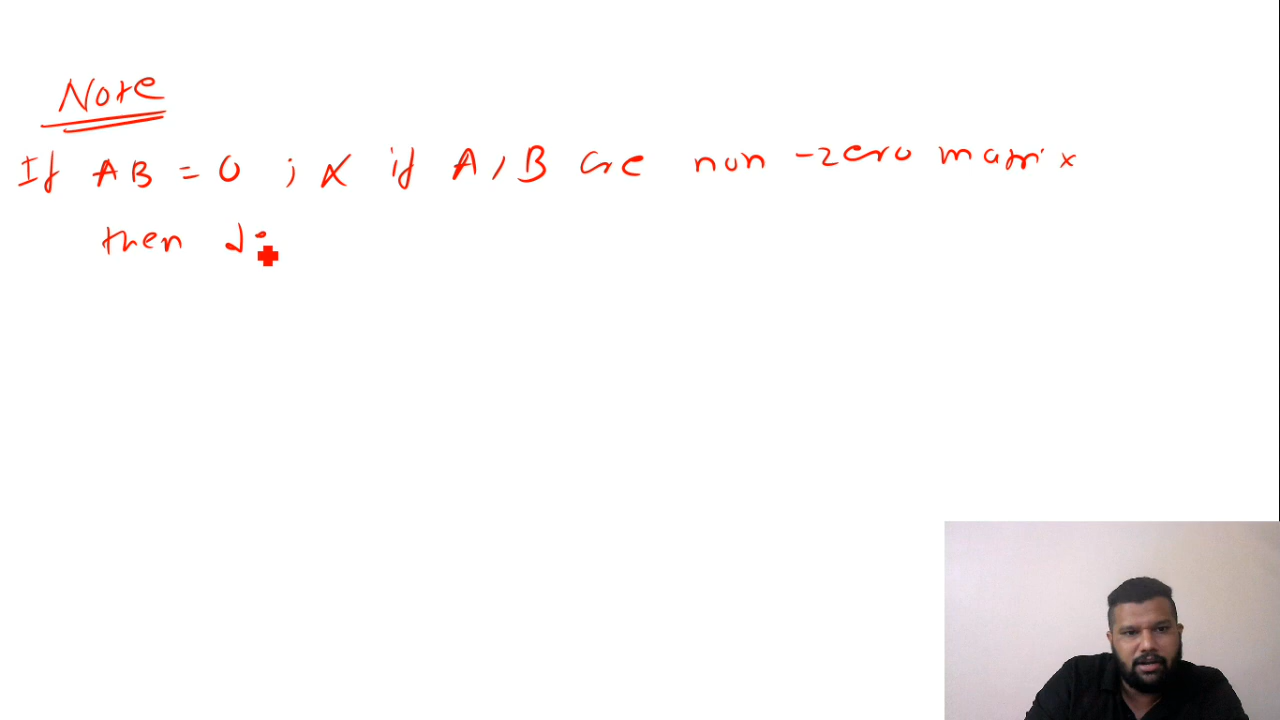 Note
If AB = 0 ; if A, B are non-zero matrix
then